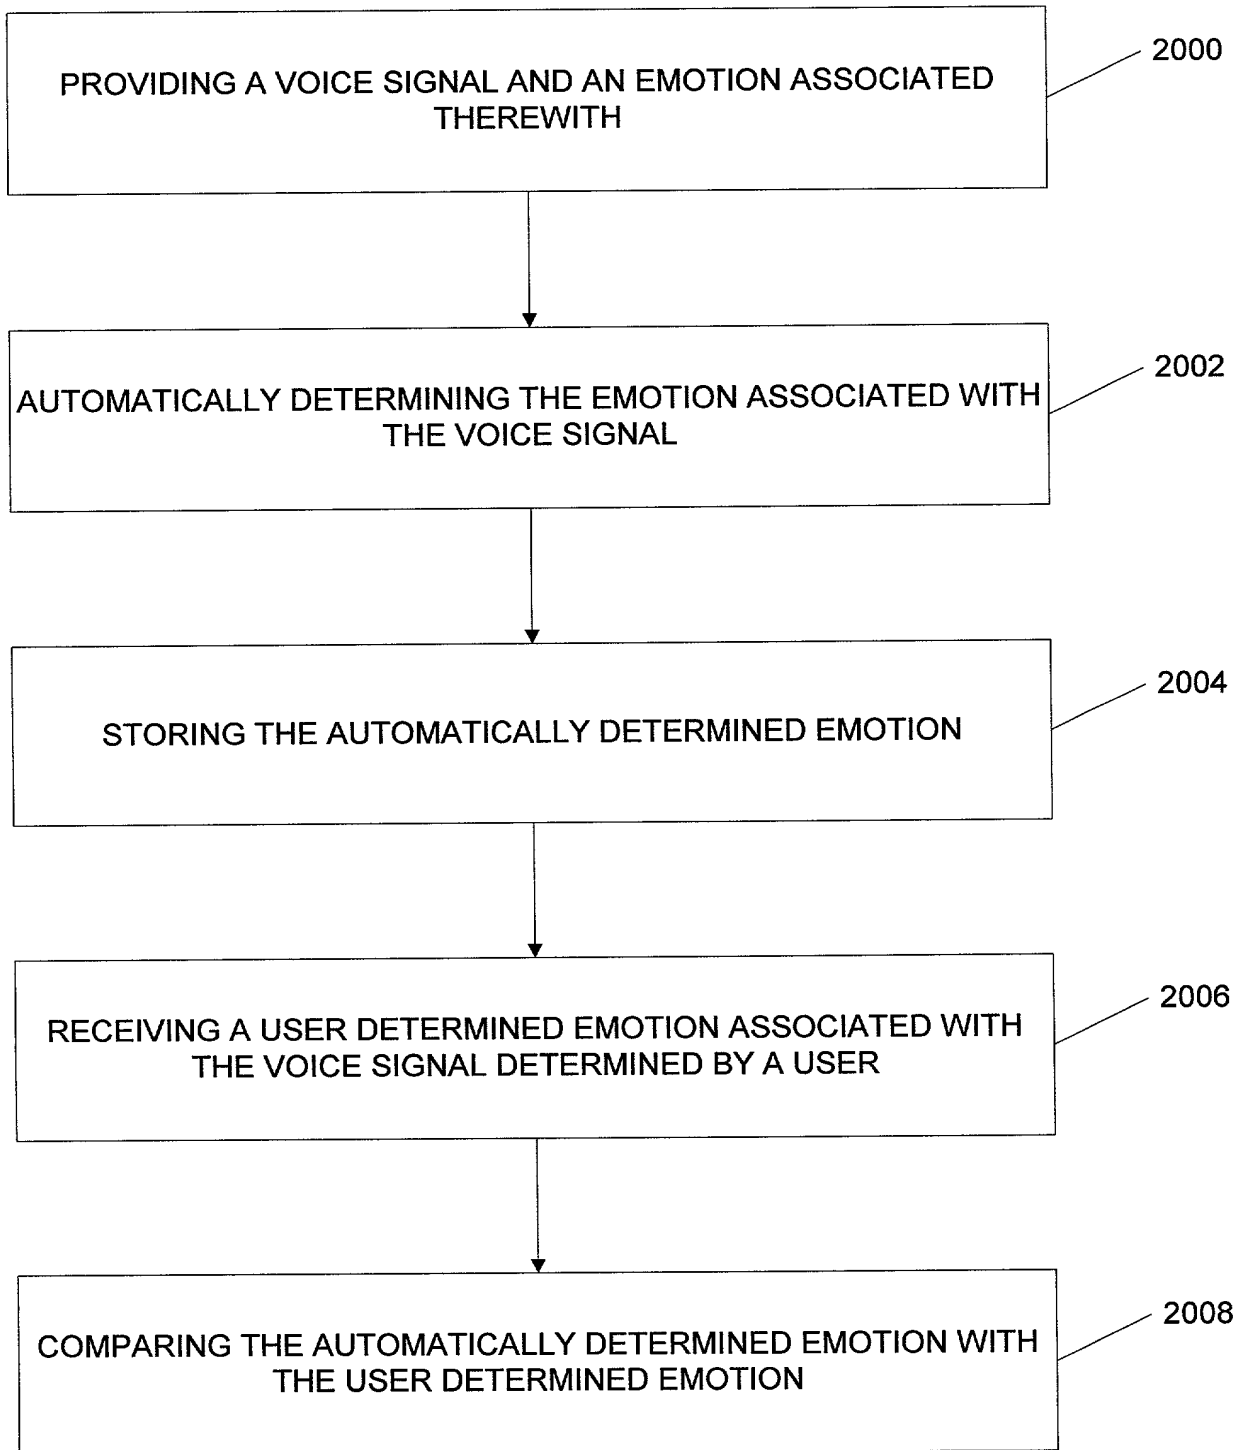 2000
PROVIDING A VOICE SIGNAL AND AN EMOTION ASSOCIATED
THEREWITH
2002
AUTOMATICALLY DETERMINING THE EMOTION ASSOCIATED WITH
THE VOICE SIGNAL
2004
STORING THE AUTOMATICALLY DETERMINED EMOTION
2006
RECEIVING A USER DETERMINED EMOTION ASSOCIATED WITH
THE VOICE SIGNAL DETERMINED BY A USER
2008
COMPARING THE AUTOMATICALLY DETERMINED EMOTION WITH
THE USER DETERMINED EMOTION